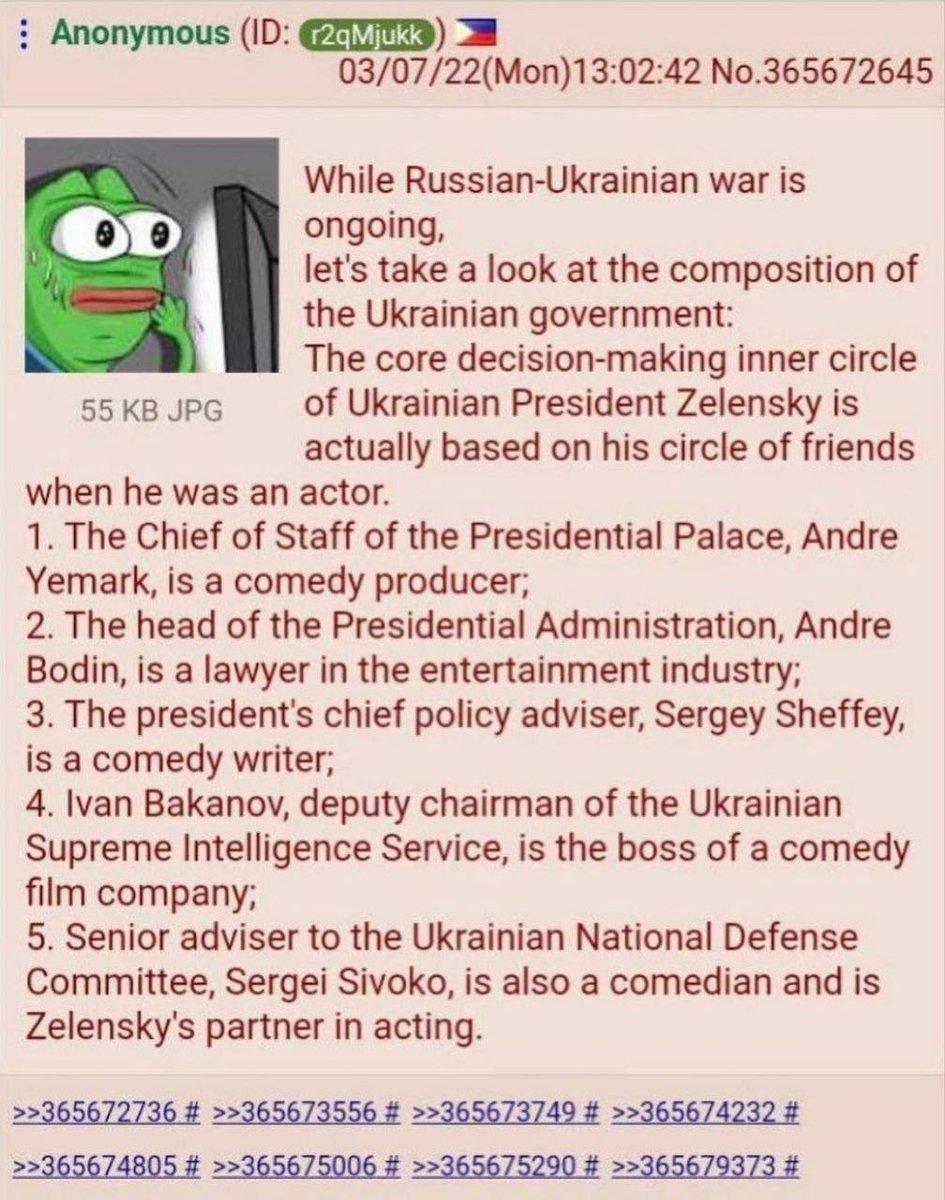 Anonymous (ID: r2qMjukk)
03/07/22(Mon)13:02:42 No.365672645
While Russian-Ukrainian war is
ongoing,
let's take a look at the composition of
the Ukrainian government:
The core decision-making inner circle
of Ukrainian President Zelensky is
actually based on his circle of friends
55 KB JPG
when he was an actor.
1. The Chief of Staff of the Presidential Palace, Andre
Yemark, is a comedy producer;
2. The head of the Presidential Administration, Andre
Bodin, is a lawyer in the entertainment industry;
3. The president's chief policy adviser, Sergey Sheffey,
is a comedy writer;
4. Ivan Bakanov, deputy chairman of the Ukrainian
Supreme Intelligence Service, is the boss of a comedy
film company;
5. Senior adviser to the Ukrainian National Defense
Committee, Sergei Sivoko, is also a comedian and is
Zelensky's partner in acting.
>>365672736 # >>365673556 # >>365673749 # >>365674232 #
>>365674805 # >>365675006 # >>365675290 # >>365679373 #